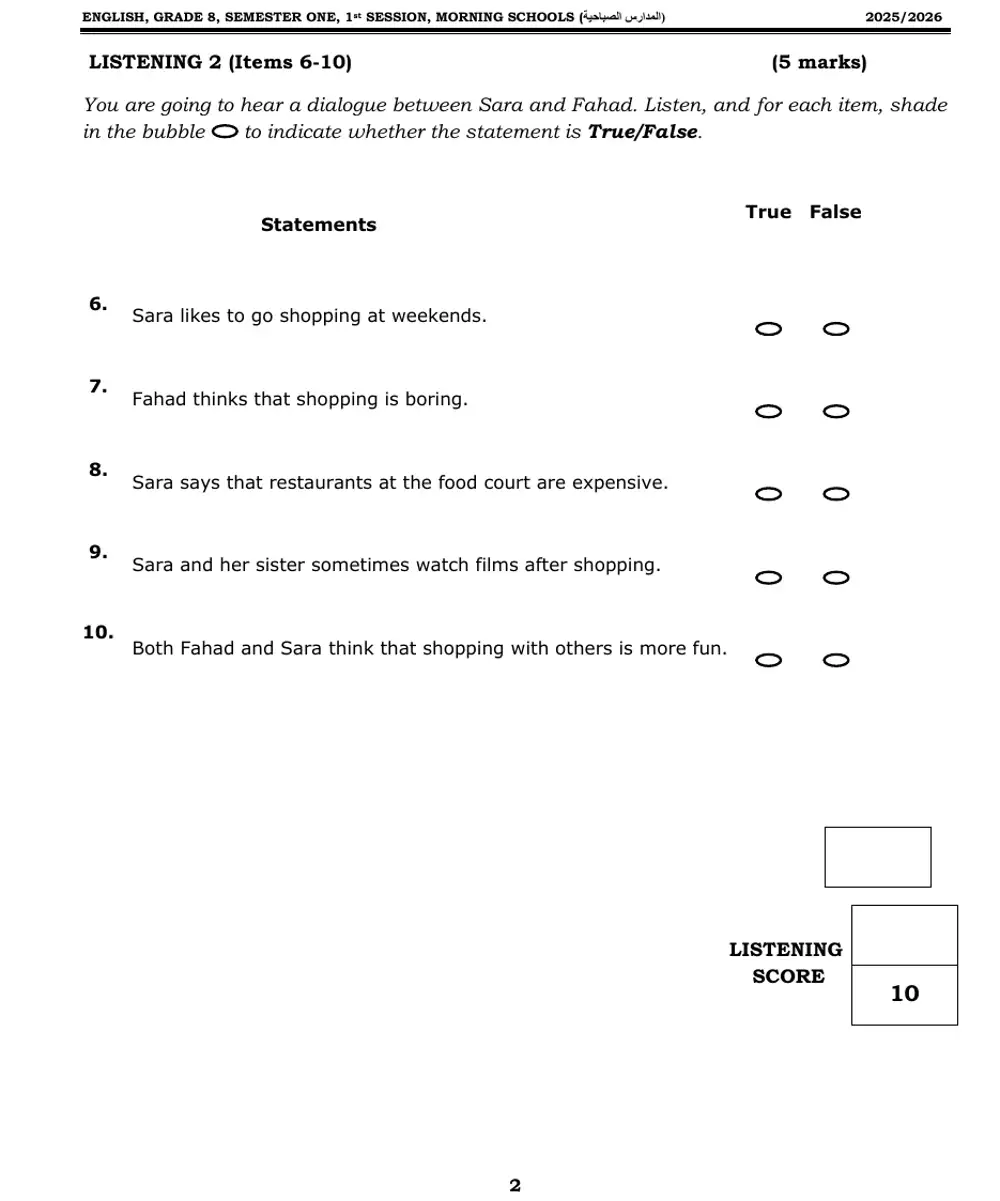 ENGLISH, GRADE 8, SEMESTER ONE, 1st SESSION, MORNING SCHOOLS (المدارس الصباحية) 2025/2026
LISTENING 2 (Items 6-10) (5 marks)
You are going to hear a dialogue between Sara and Fahad. Listen, and for each item, shade
in the bubble to indicate whether the statement is True/False.
Statements True False
6. Sara likes to go shopping at weekends.
7. Fahad thinks that shopping is boring.
8. Sara says that restaurants at the food court are expensive.
9. Sara and her sister sometimes watch films after shopping.
10. Both Fahad and Sara think that shopping with others is more fun.
LISTENING
SCORE
10
2